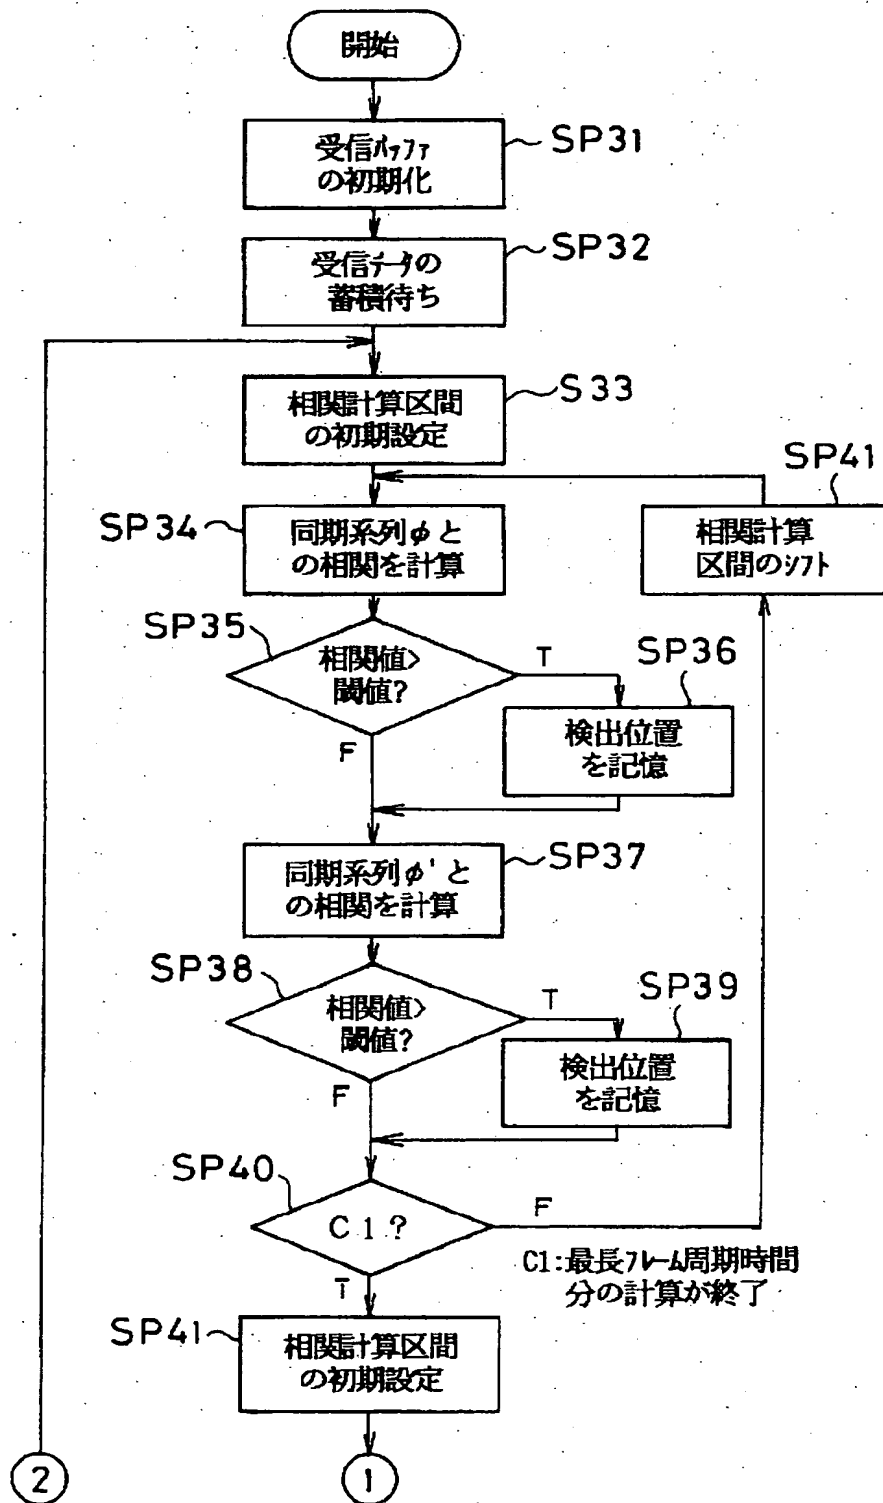 開始
受信バッファ
の初期化
SP31
受信データの
蓄積待ち
SP32
相関計算区間
の初期設定
S33
SP41
相関計算
区間のシフト
SP34
同期系列φと
の相関を計算
SP35
相関値>
閾値?
T
F
SP36
検出位置
を記憶
同期系列φ'と
の相関を計算
SP37
SP38
相関値>
閾値?
T
F
SP39
検出位置
を記憶
SP40
C1?
F
T
C1:最長フレーム周期時間
分の計算が終了
SP41
相関計算区間
の初期設定
2
1